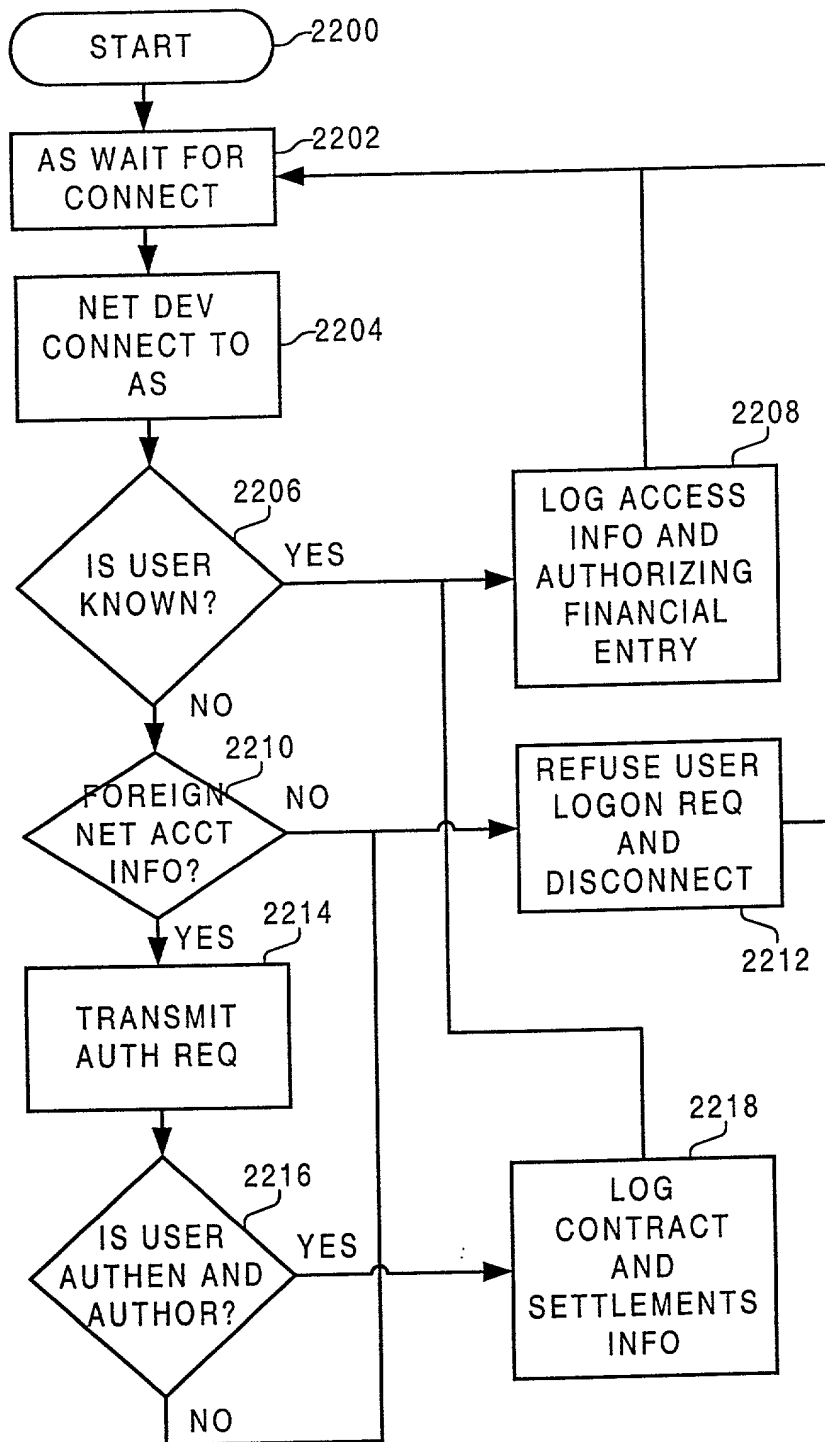 START
2200
AS WAIT FOR
CONNECT
2202
NET DEV
CONNECT TO
AS
2204
IS USER
KNOWN?
2206
YES
NO
LOG ACCESS
INFO AND
AUTHORIZING
FINANCIAL
ENTRY
2208
FOREIGN
NET ACCT
INFO?
2210
NO
YES
REFUSE USER
LOGON REQ
AND
DISCONNECT
2212
TRANSMIT
AUTH REQ
2214
IS USER
AUTHEN AND
AUTHOR?
2216
YES
NO
LOG
CONTRACT
AND
SETTLEMENTS
INFO
2218